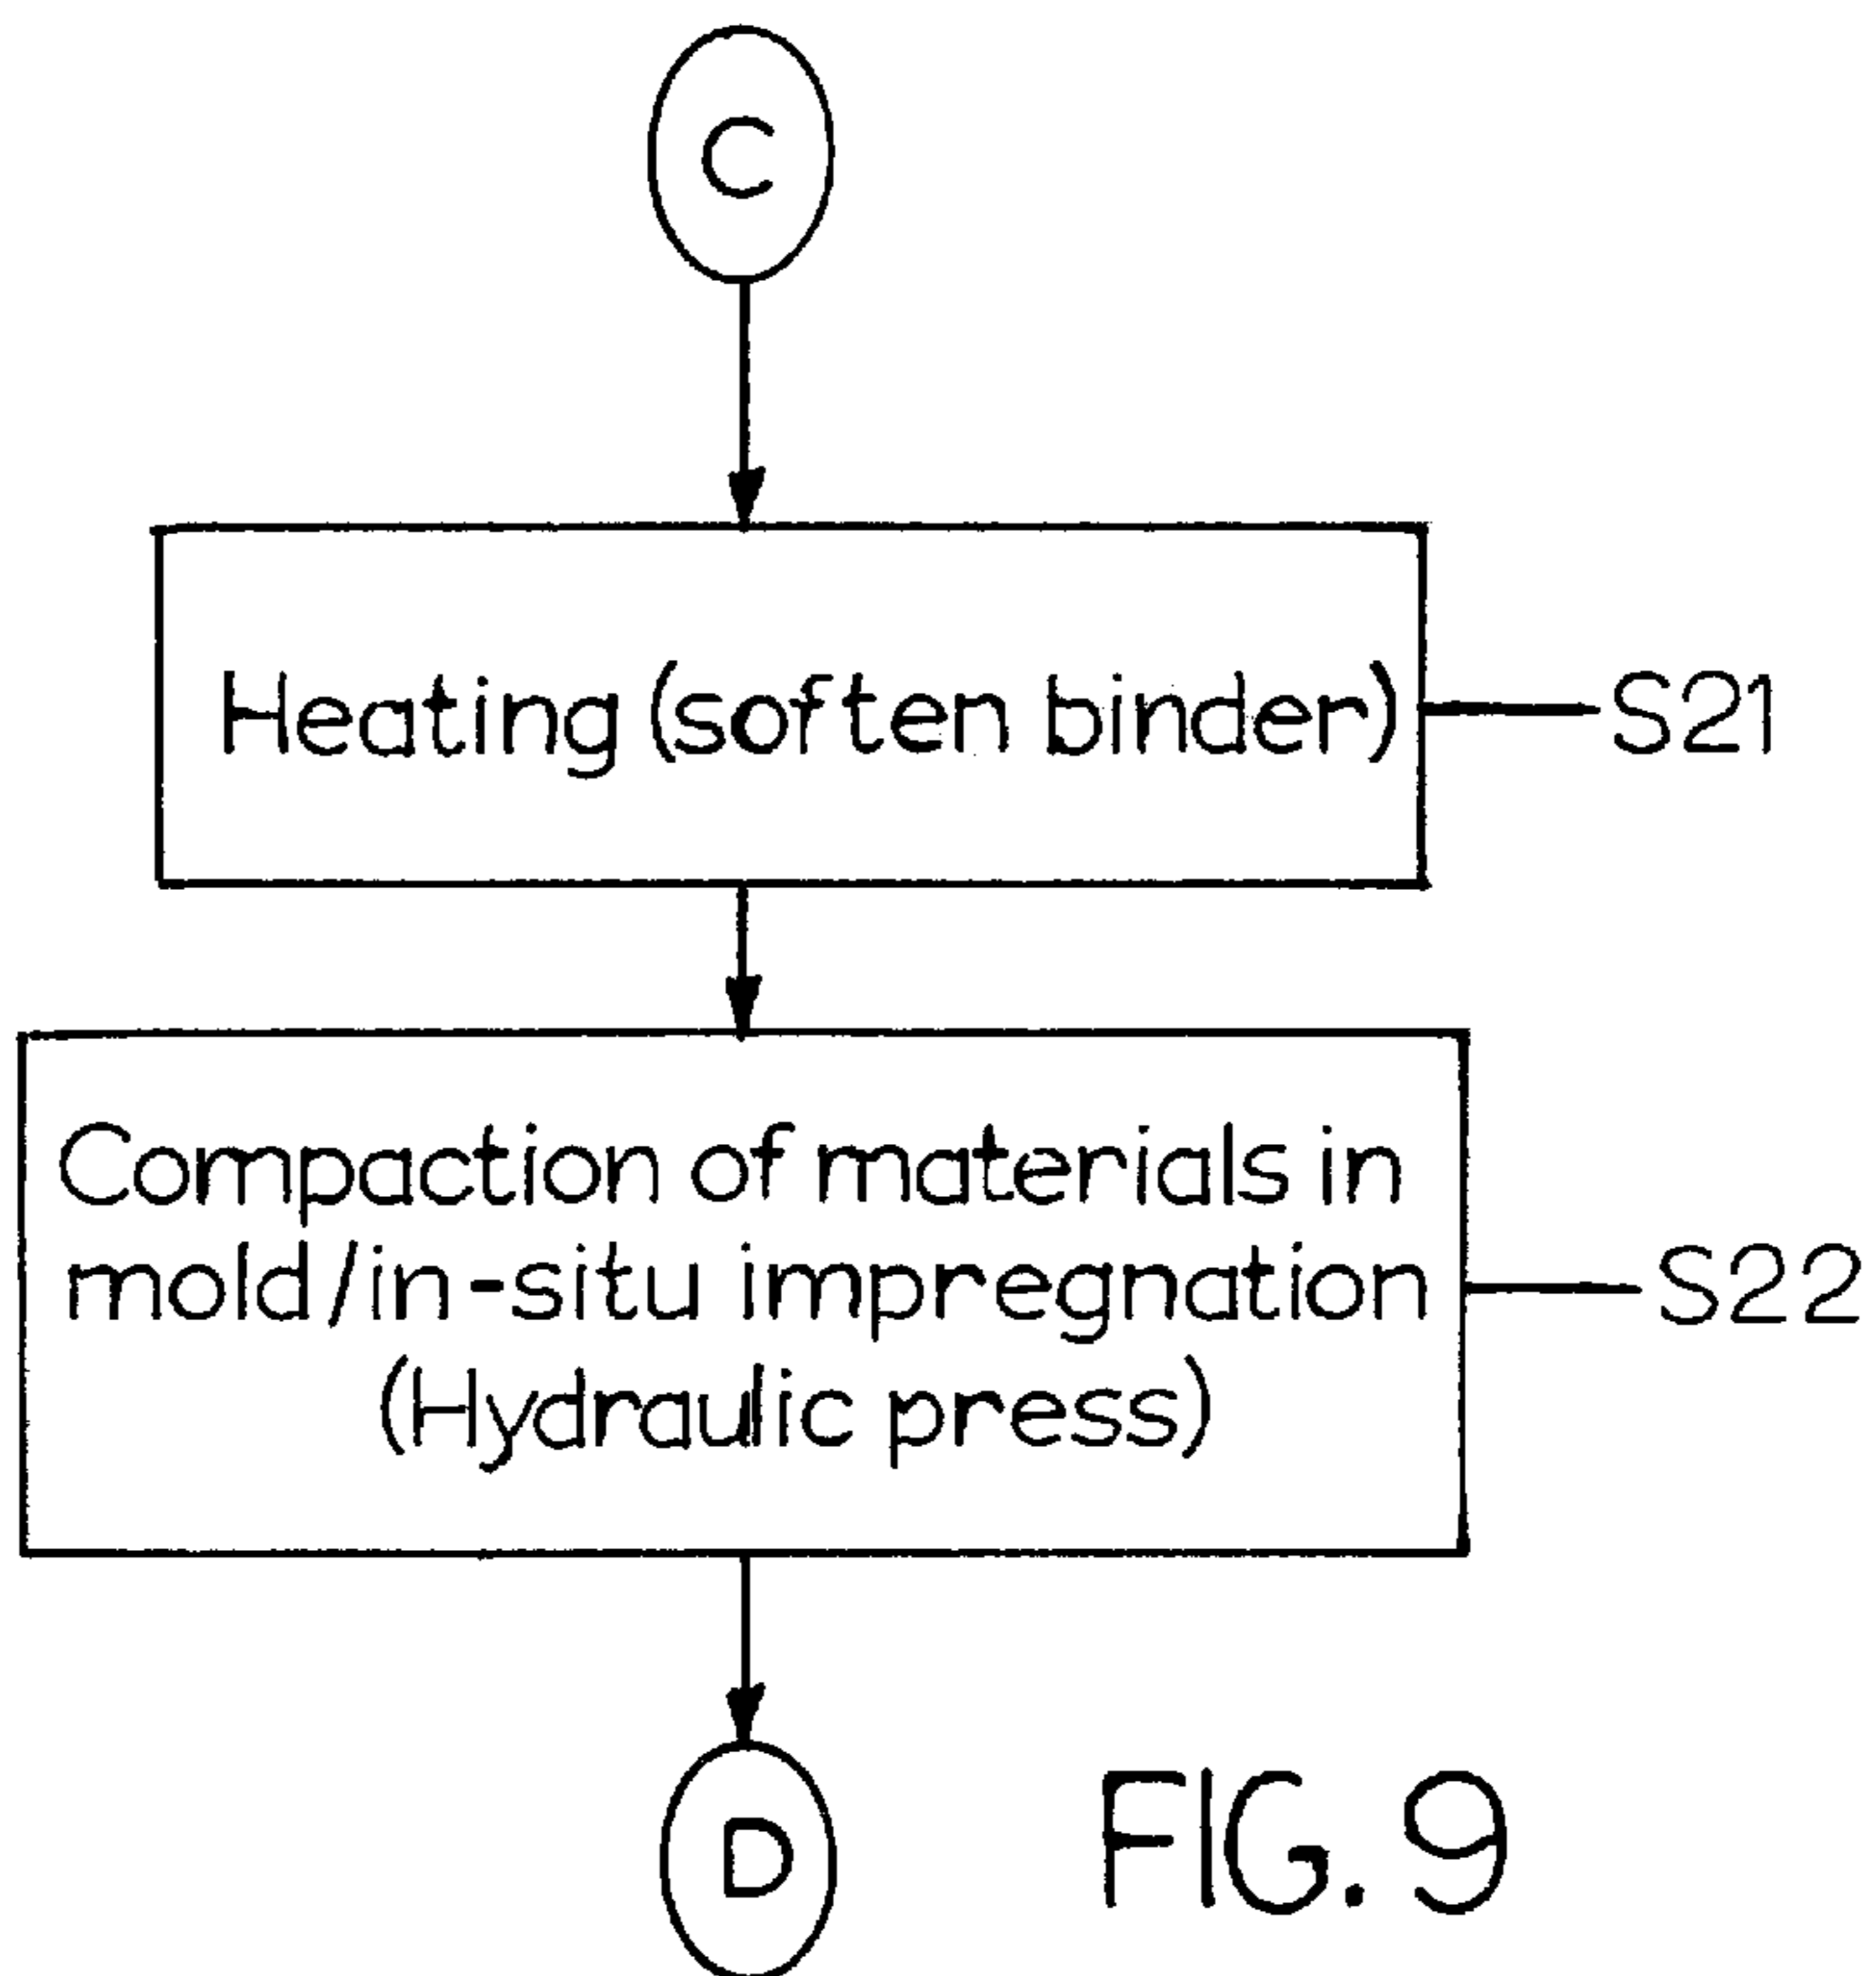 C
Heating (soften binder)
S21
Compaction of materials in
mold/in-situ impregnation
(Hydraulic press)
S22
D
FIG. 9